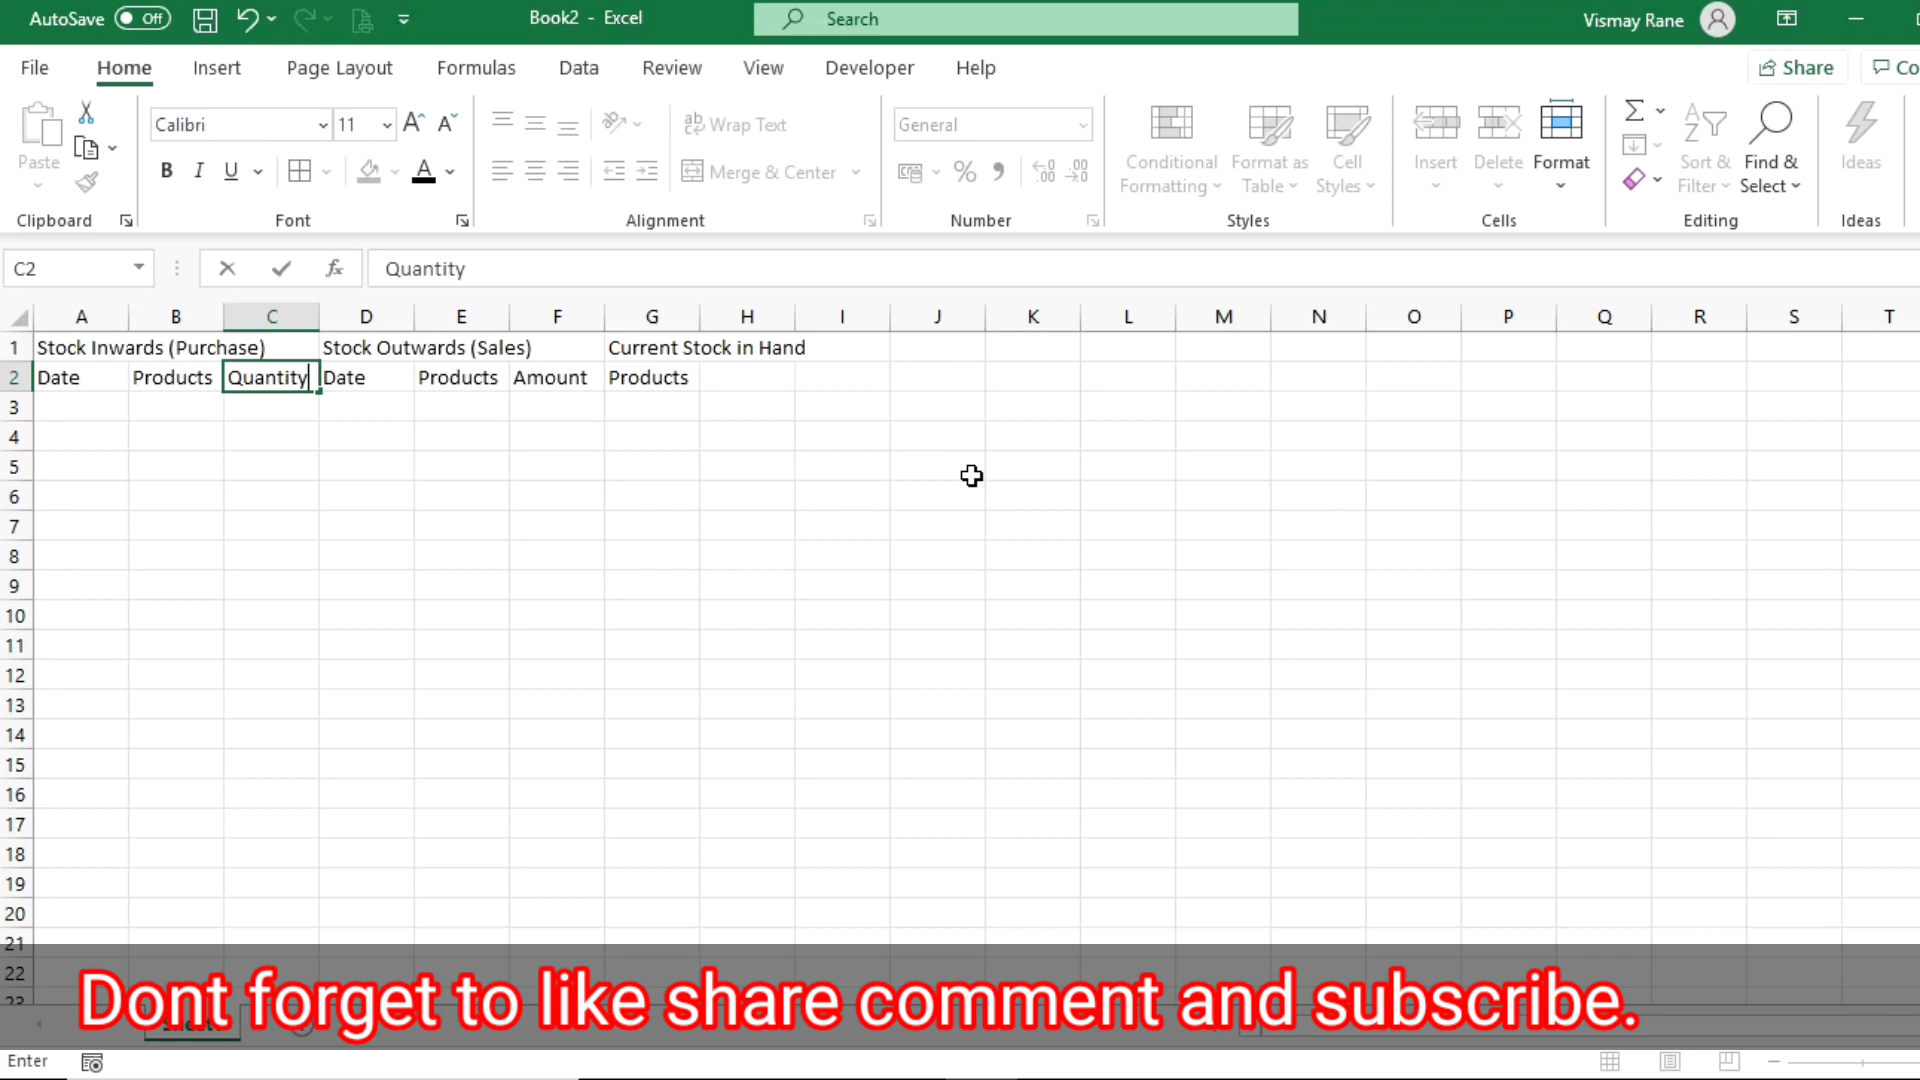 AutoSave Off Book2 - Excel Search Vismay Rane
File Home Insert Page Layout Formulas Data Review View Developer Help Share Co
Paste Calibri 11 Wrap Text General Conditional Formatting Format as Table Cell Styles Insert Delete Format Sort & Filter Find & Select Ideas
B I U Merge & Center
Clipboard Font Alignment Number Styles Cells Editing Ideas
C2 fx Quantity
A B C D E F G H I J K L M N O P Q R S T
1 Stock Inwards (Purchase) Stock Outwards (Sales) Current Stock in Hand
2 Date Products Quantity Date Products Amount Products
3
4
5
6
7
8
9
10
11
12
13
14
15
16
17
18
19
20
21
22
23
Dont forget to like share comment and subscribe.
Enter